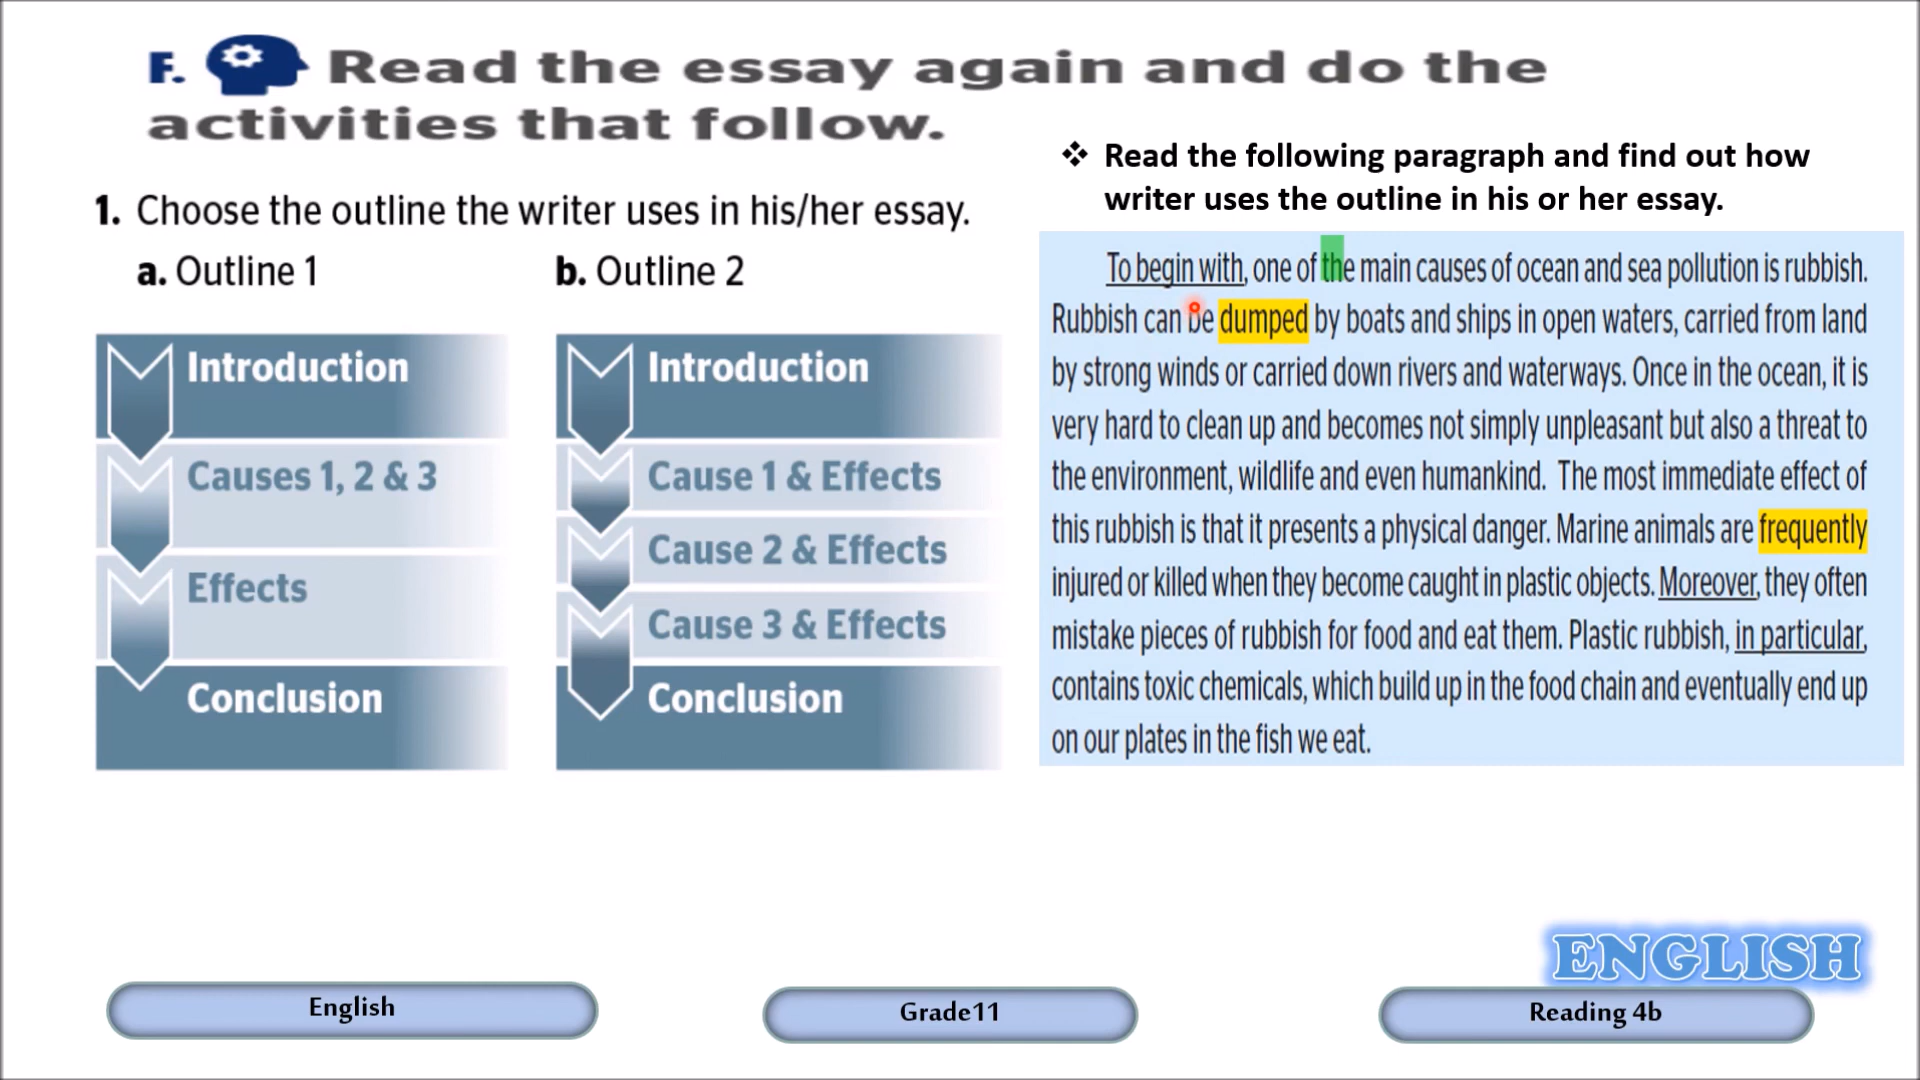 F. Read the essay again and do the
activities that follow.
1. Choose the outline the writer uses in his/her essay.
a. Outline 1
b. Outline 2
Introduction
Causes 1, 2 & 3
Effects
Conclusion
Introduction
Cause 1 & Effects
Cause 2 & Effects
Cause 3 & Effects
Conclusion
❖ Read the following paragraph and find out how
writer uses the outline in his or her essay.
To begin with, one of the main causes of ocean and sea pollution is rubbish.
Rubbish can be dumped by boats and ships in open waters, carried from land
by strong winds or carried down rivers and waterways. Once in the ocean, it is
very hard to clean up and becomes not simply unpleasant but also a threat to
the environment, wildlife and even humankind. The most immediate effect of
this rubbish is that it presents a physical danger. Marine animals are frequently
injured or killed when they become caught in plastic objects. Moreover, they often
mistake pieces of rubbish for food and eat them. Plastic rubbish, in particular,
contains toxic chemicals, which build up in the food chain and eventually end up
on our plates in the fish we eat.
ENGLISH
English
Grade11
Reading 4b